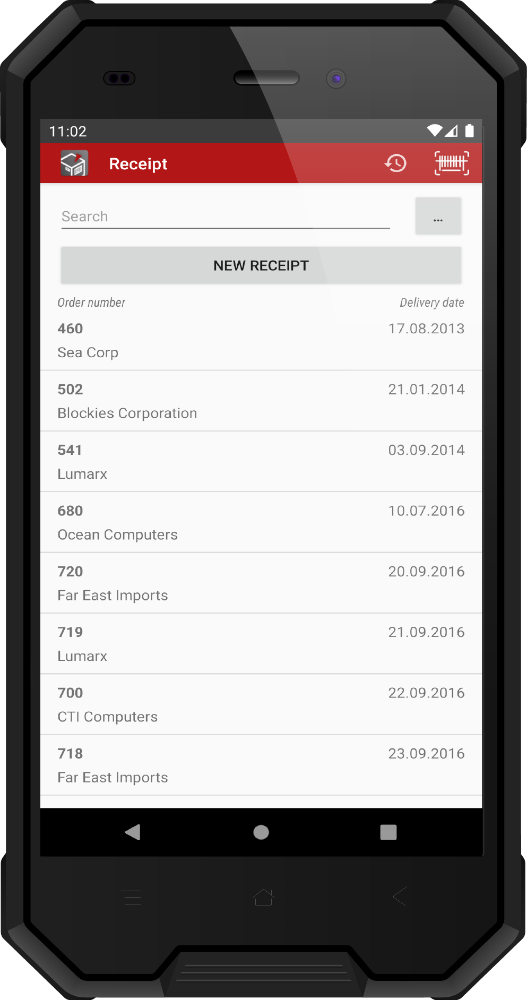 11:02
Receipt
Search
...
NEW RECEIPT
Order number Delivery date
460 17.08.2013
Sea Corp
502 21.01.2014
Blockies Corporation
541 03.09.2014
Lumarx
680 10.07.2016
Ocean Computers
720 20.09.2016
Far East Imports
719 21.09.2016
Lumarx
700 22.09.2016
CTI Computers
718 23.09.2016
Far East Imports